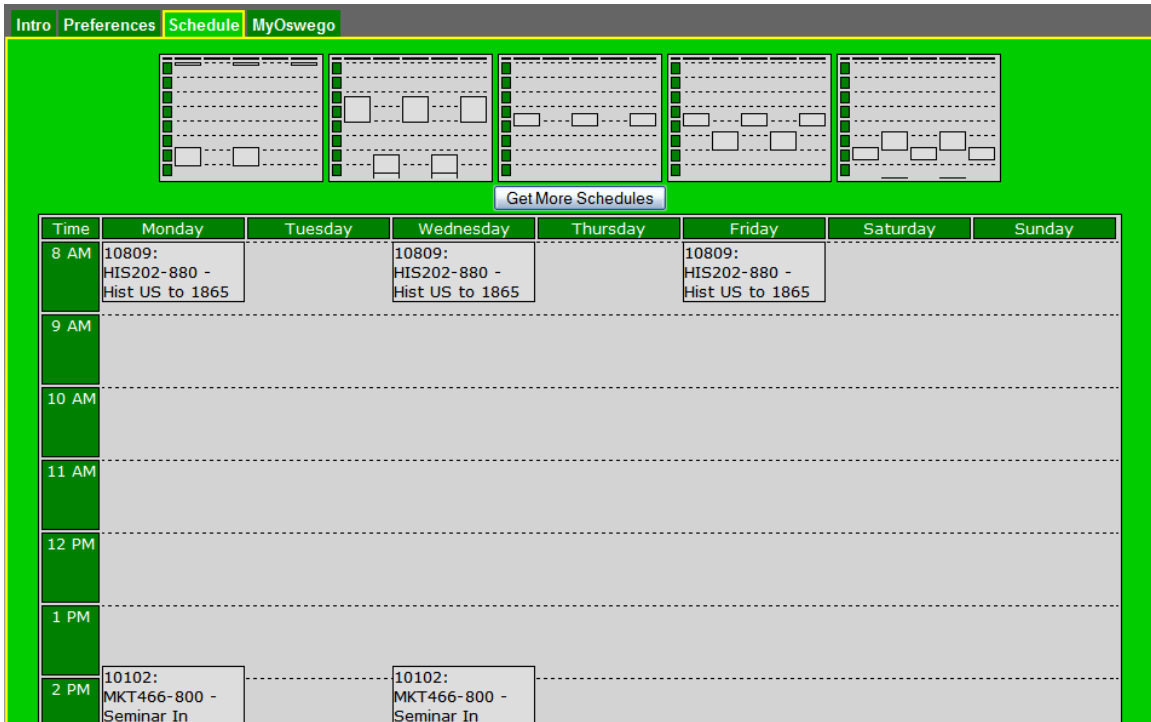 Intro Preferences Schedule MyOswego
Get More Schedules
Time Monday Tuesday Wednesday Thursday Friday Saturday Sunday
8 AM
10809:
HIS202-880 -
Hist US to 1865
10809:
HIS202-880 -
Hist US to 1865
10809:
HIS202-880 -
Hist US to 1865
9 AM
10 AM
11 AM
12 PM
1 PM
2 PM
10102:
MKT466-800 -
Seminar In
10102:
MKT466-800 -
Seminar In